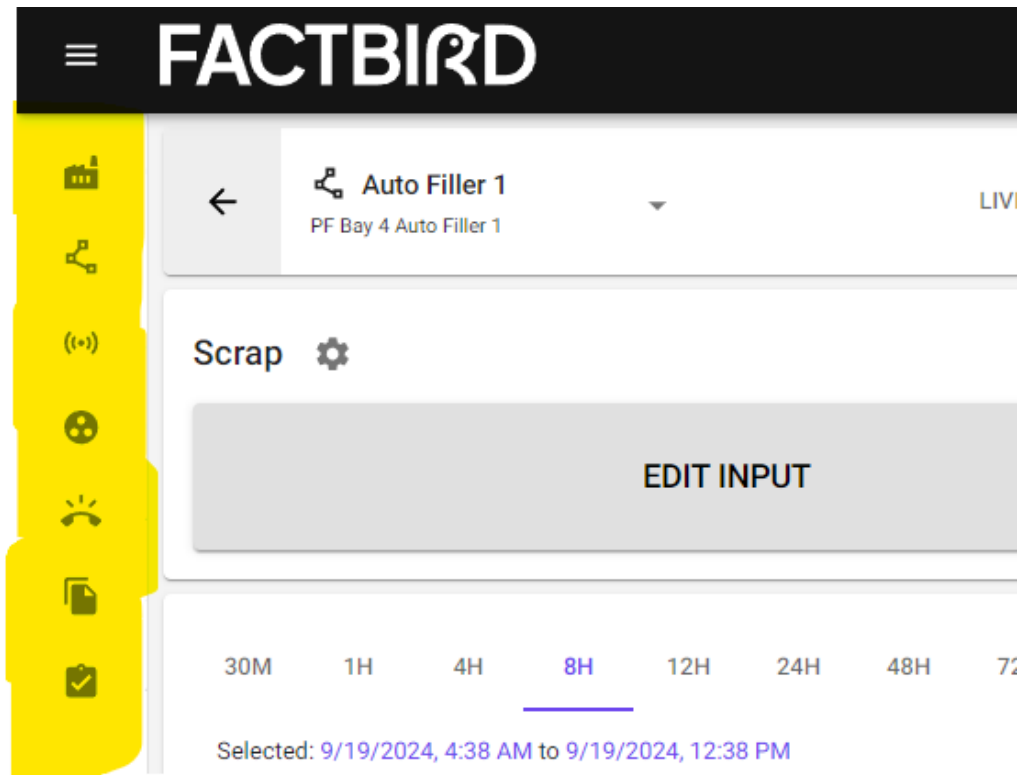 FACTBIRD
Auto Filler 1
PF Bay 4 Auto Filler 1
Scrap
EDIT INPUT
30M 1H 4H 8H 12H 24H 48H
Selected: 9/19/2024, 4:38 AM to 9/19/2024, 12:38 PM